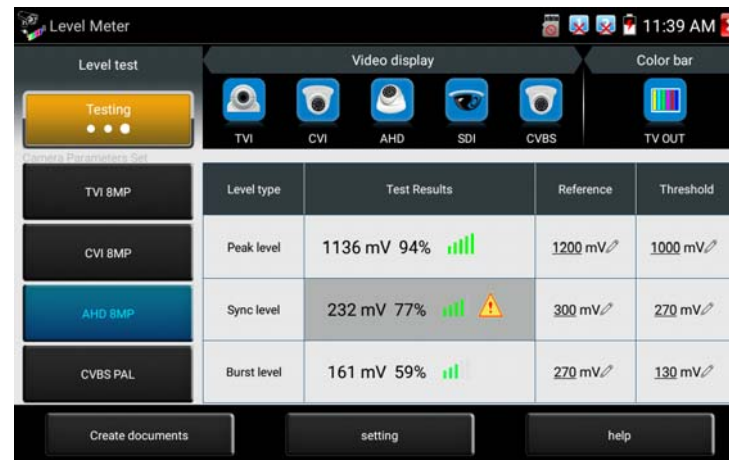 Level Meter
11:39 AM
Level test
Video display
Color bar
Testing
TVI
CVI
AHD
SDI
CVBS
TV OUT
Camera Parameters Set
TVI 8MP
CVI 8MP
AHD 8MP
CVBS PAL
Level type Test Results Reference Threshold
Peak level 1136 mV 94% 1200 mV 1000 mV
Sync level 232 mV 77% 300 mV 270 mV
Burst level 161 mV 59% 270 mV 130 mV
Create documents
setting
help